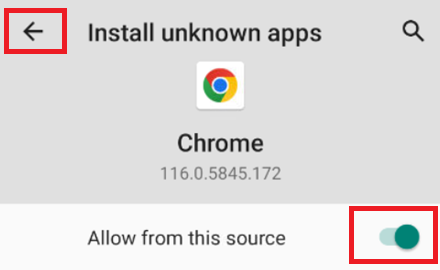 Install unknown apps
Chrome
116.0.5845.172
Allow from this source